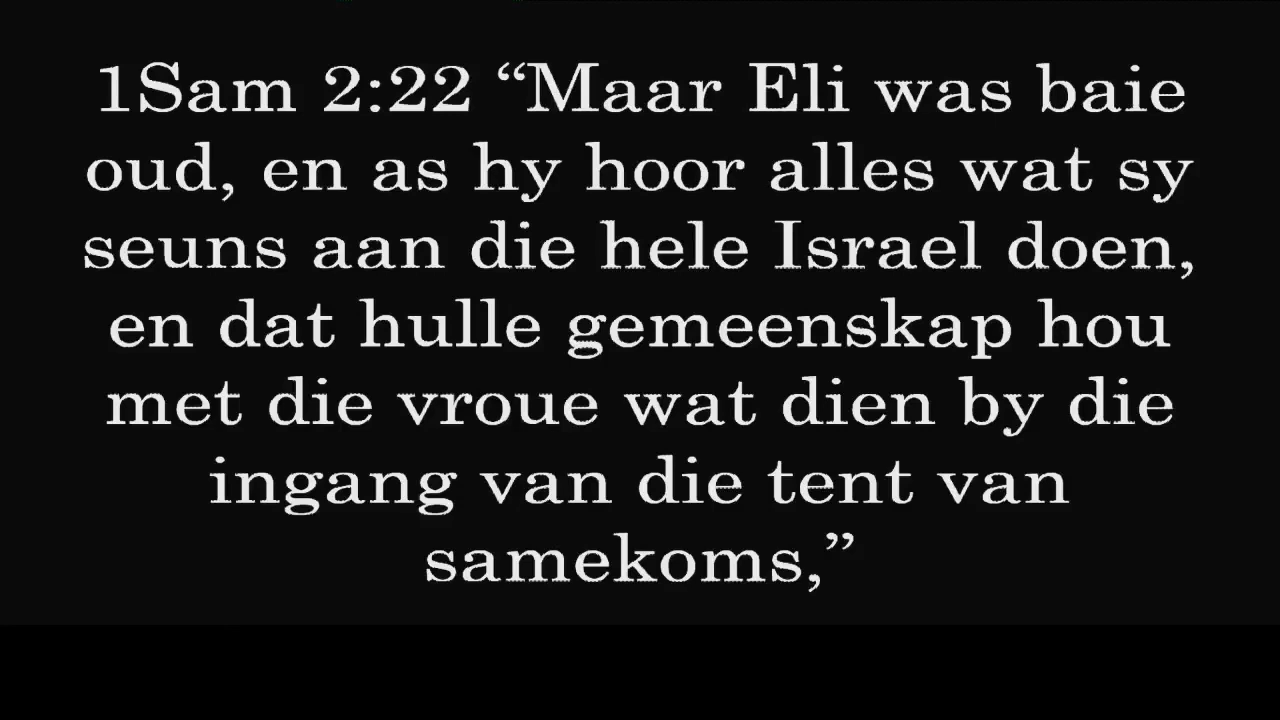 1Sam 2:22 “Maar Eli was baie
oud, en as hy hoor alles wat sy
seuns aan die hele Israel doen,
en dat hulle gemeenskap hou
met die vroue wat dien by die
ingang van die tent van
samekoms,”